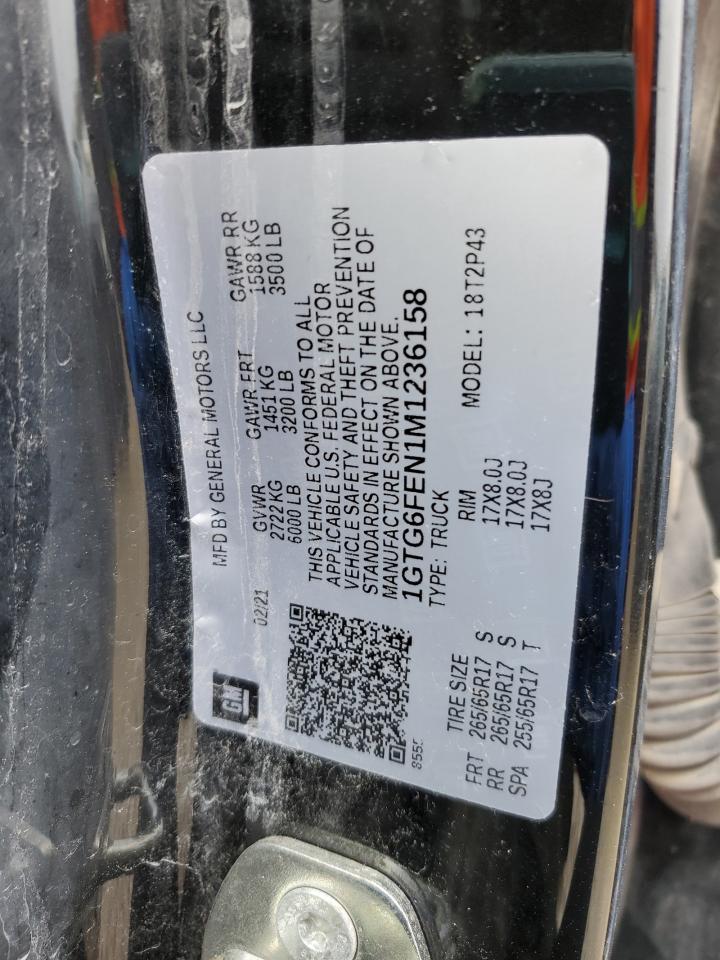 GM
MFD BY GENERAL MOTORS LLC
02/21
GVWR GAWR FRT GAWR RR
2722 KG 1451 KG 1588 KG
6000 LB 3200 LB 3500 LB
THIS VEHICLE CONFORMS TO ALL
APPLICABLE U.S. FEDERAL MOTOR
VEHICLE SAFETY AND THEFT PREVENTION
STANDARDS IN EFFECT ON THE DATE OF
MANUFACTURE SHOWN ABOVE.
1GTG6FEN1M1236158
TYPE: TRUCK MODEL: 18T2P43
TIRE SIZE RIM
FRT 265/65R17 S 17X8.0J
RR 265/65R17 S 17X8.0J
SPA 255/65R17 T 17X8J